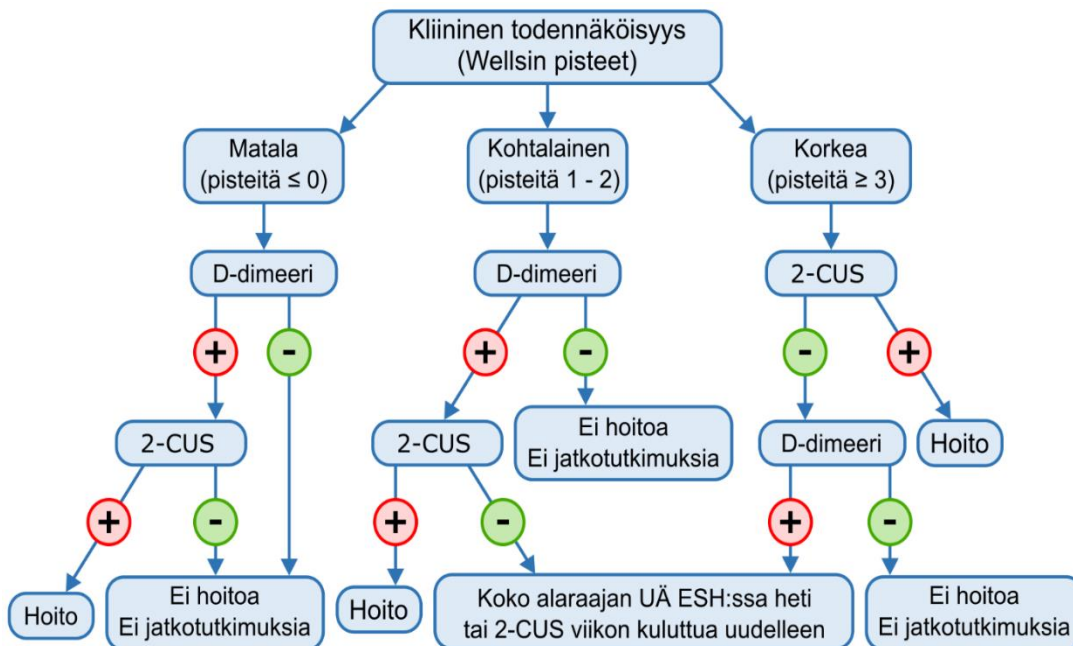 Kliininen todennäköisyys
(Wellsin pisteet)
Matala
(pisteitä ≤ 0)
Kohtalainen
(pisteitä 1 - 2)
Korkea
(pisteitä ≥ 3)
D-dimeeri
D-dimeeri
2-CUS
+
-
+
-
-
+
2-CUS
2-CUS
Ei hoitoa
Ei jatkotutkimuksia
D-dimeeri
Hoito
+
-
+
-
+
-
Hoito
Ei hoitoa
Ei jatkotutkimuksia
Hoito
Koko alaraajan UÄ ESH:ssa heti
tai 2-CUS viikon kuluttua uudelleen
Ei hoitoa
Ei jatkotutkimuksia